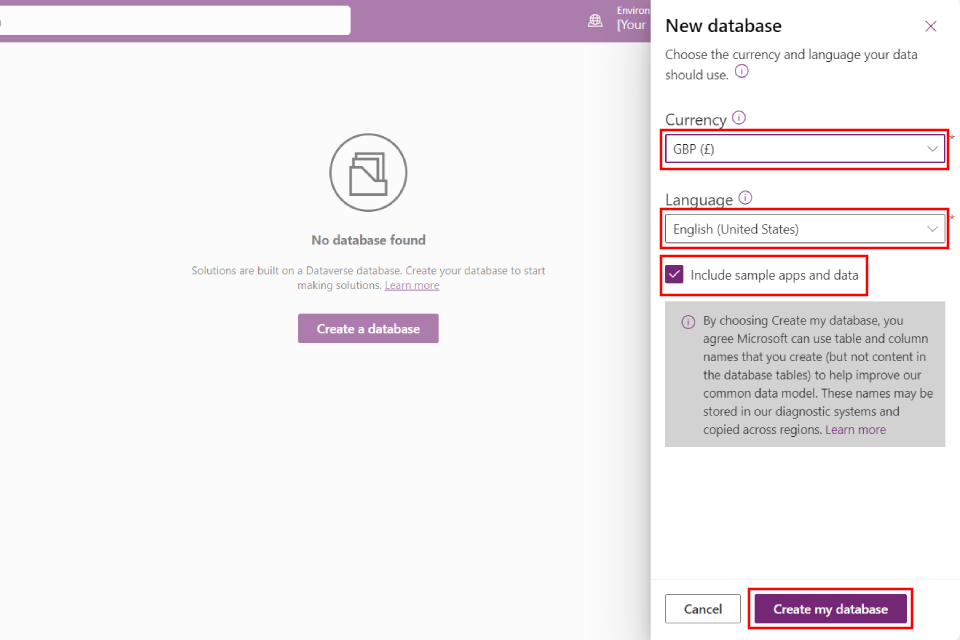 Environ
[Your
No database found
Solutions are built on a Dataverse database. Create your database to start
making solutions. Learn more
Create a database
New database
Choose the currency and language your data
should use.
Currency
*
GBP (£)
Language
*
English (United States)
Include sample apps and data
By choosing Create my database, you
agree Microsoft can use table and column
names that you create (but not content in
the database tables) to help improve our
common data model. These names may be
stored in our diagnostic systems and
copied across regions. Learn more
Cancel
Create my database